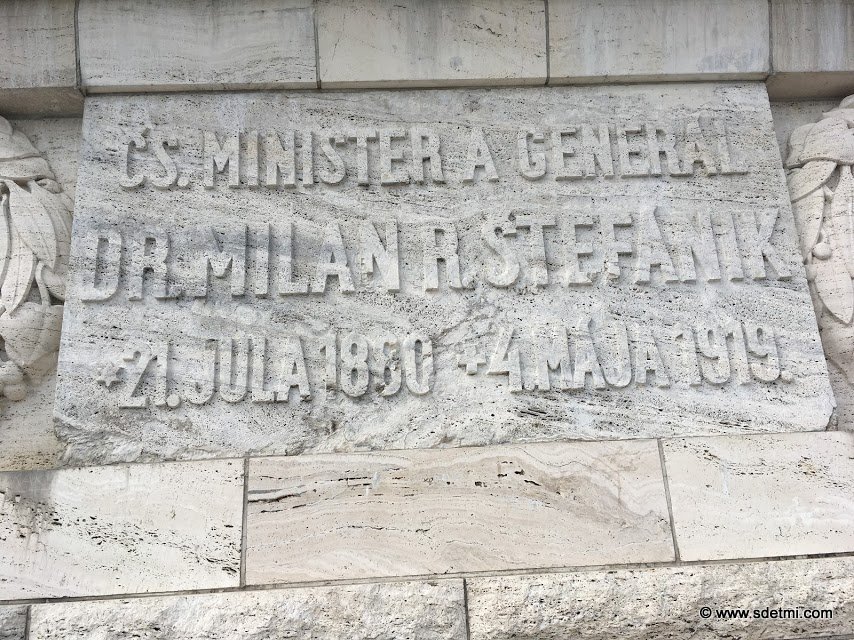 ČS. MINISTER A GENERÁL
DR. MILAN R. ŠTEFÁNIK
*21. JÚLA 1880 +4. MÁJA 1919.
© www.sdetmi.com